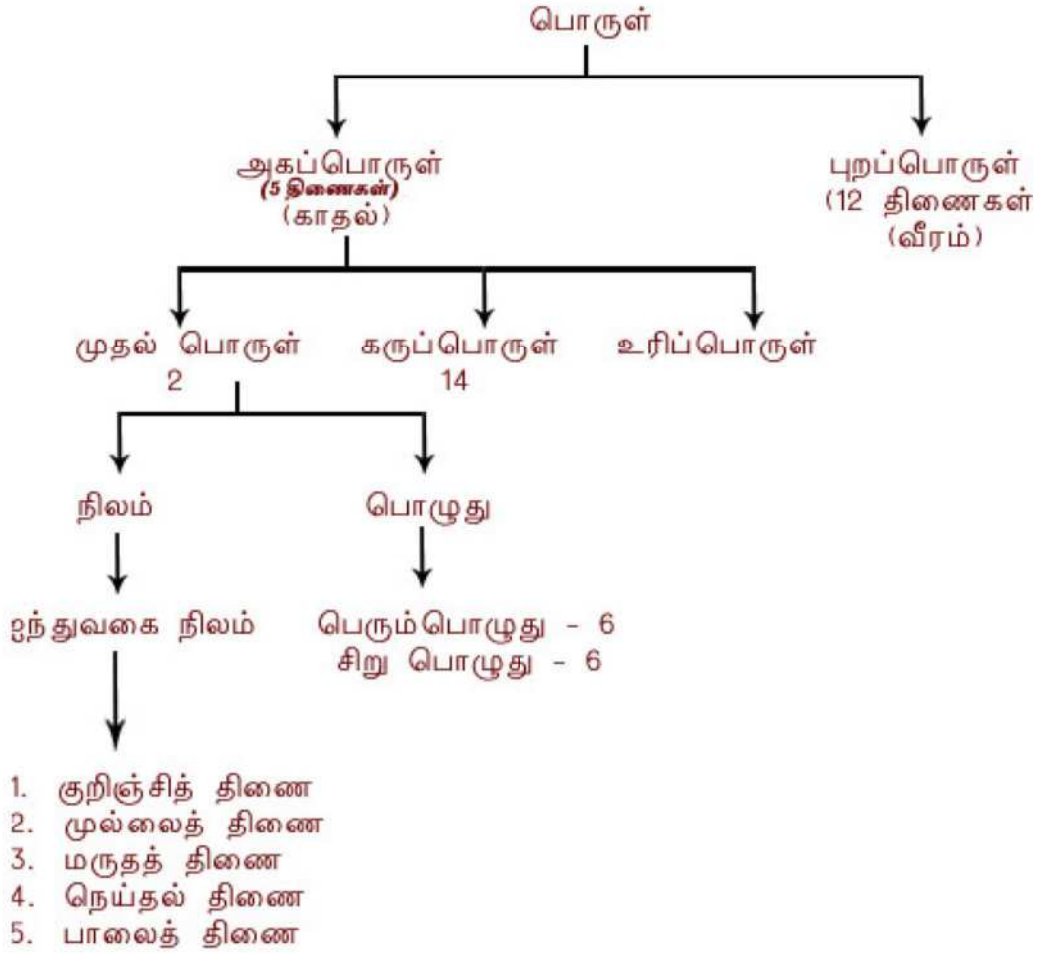 பொருள்
அகப்பொருள்
(5 திணைகள்)
(காதல்)
புறப்பொருள்
(12 திணைகள்
(வீரம்)
முதல் பொருள்
2
கருப்பொருள்
14
உரிப்பொருள்
நிலம்
பொழுது
ஐந்துவகை நிலம்
பெரும்பொழுது - 6
சிறு பொழுது - 6
1. குறிஞ்சித் திணை
2. முல்லைத் திணை
3. மருதத் திணை
4. நெய்தல் திணை
5. பாலைத் திணை